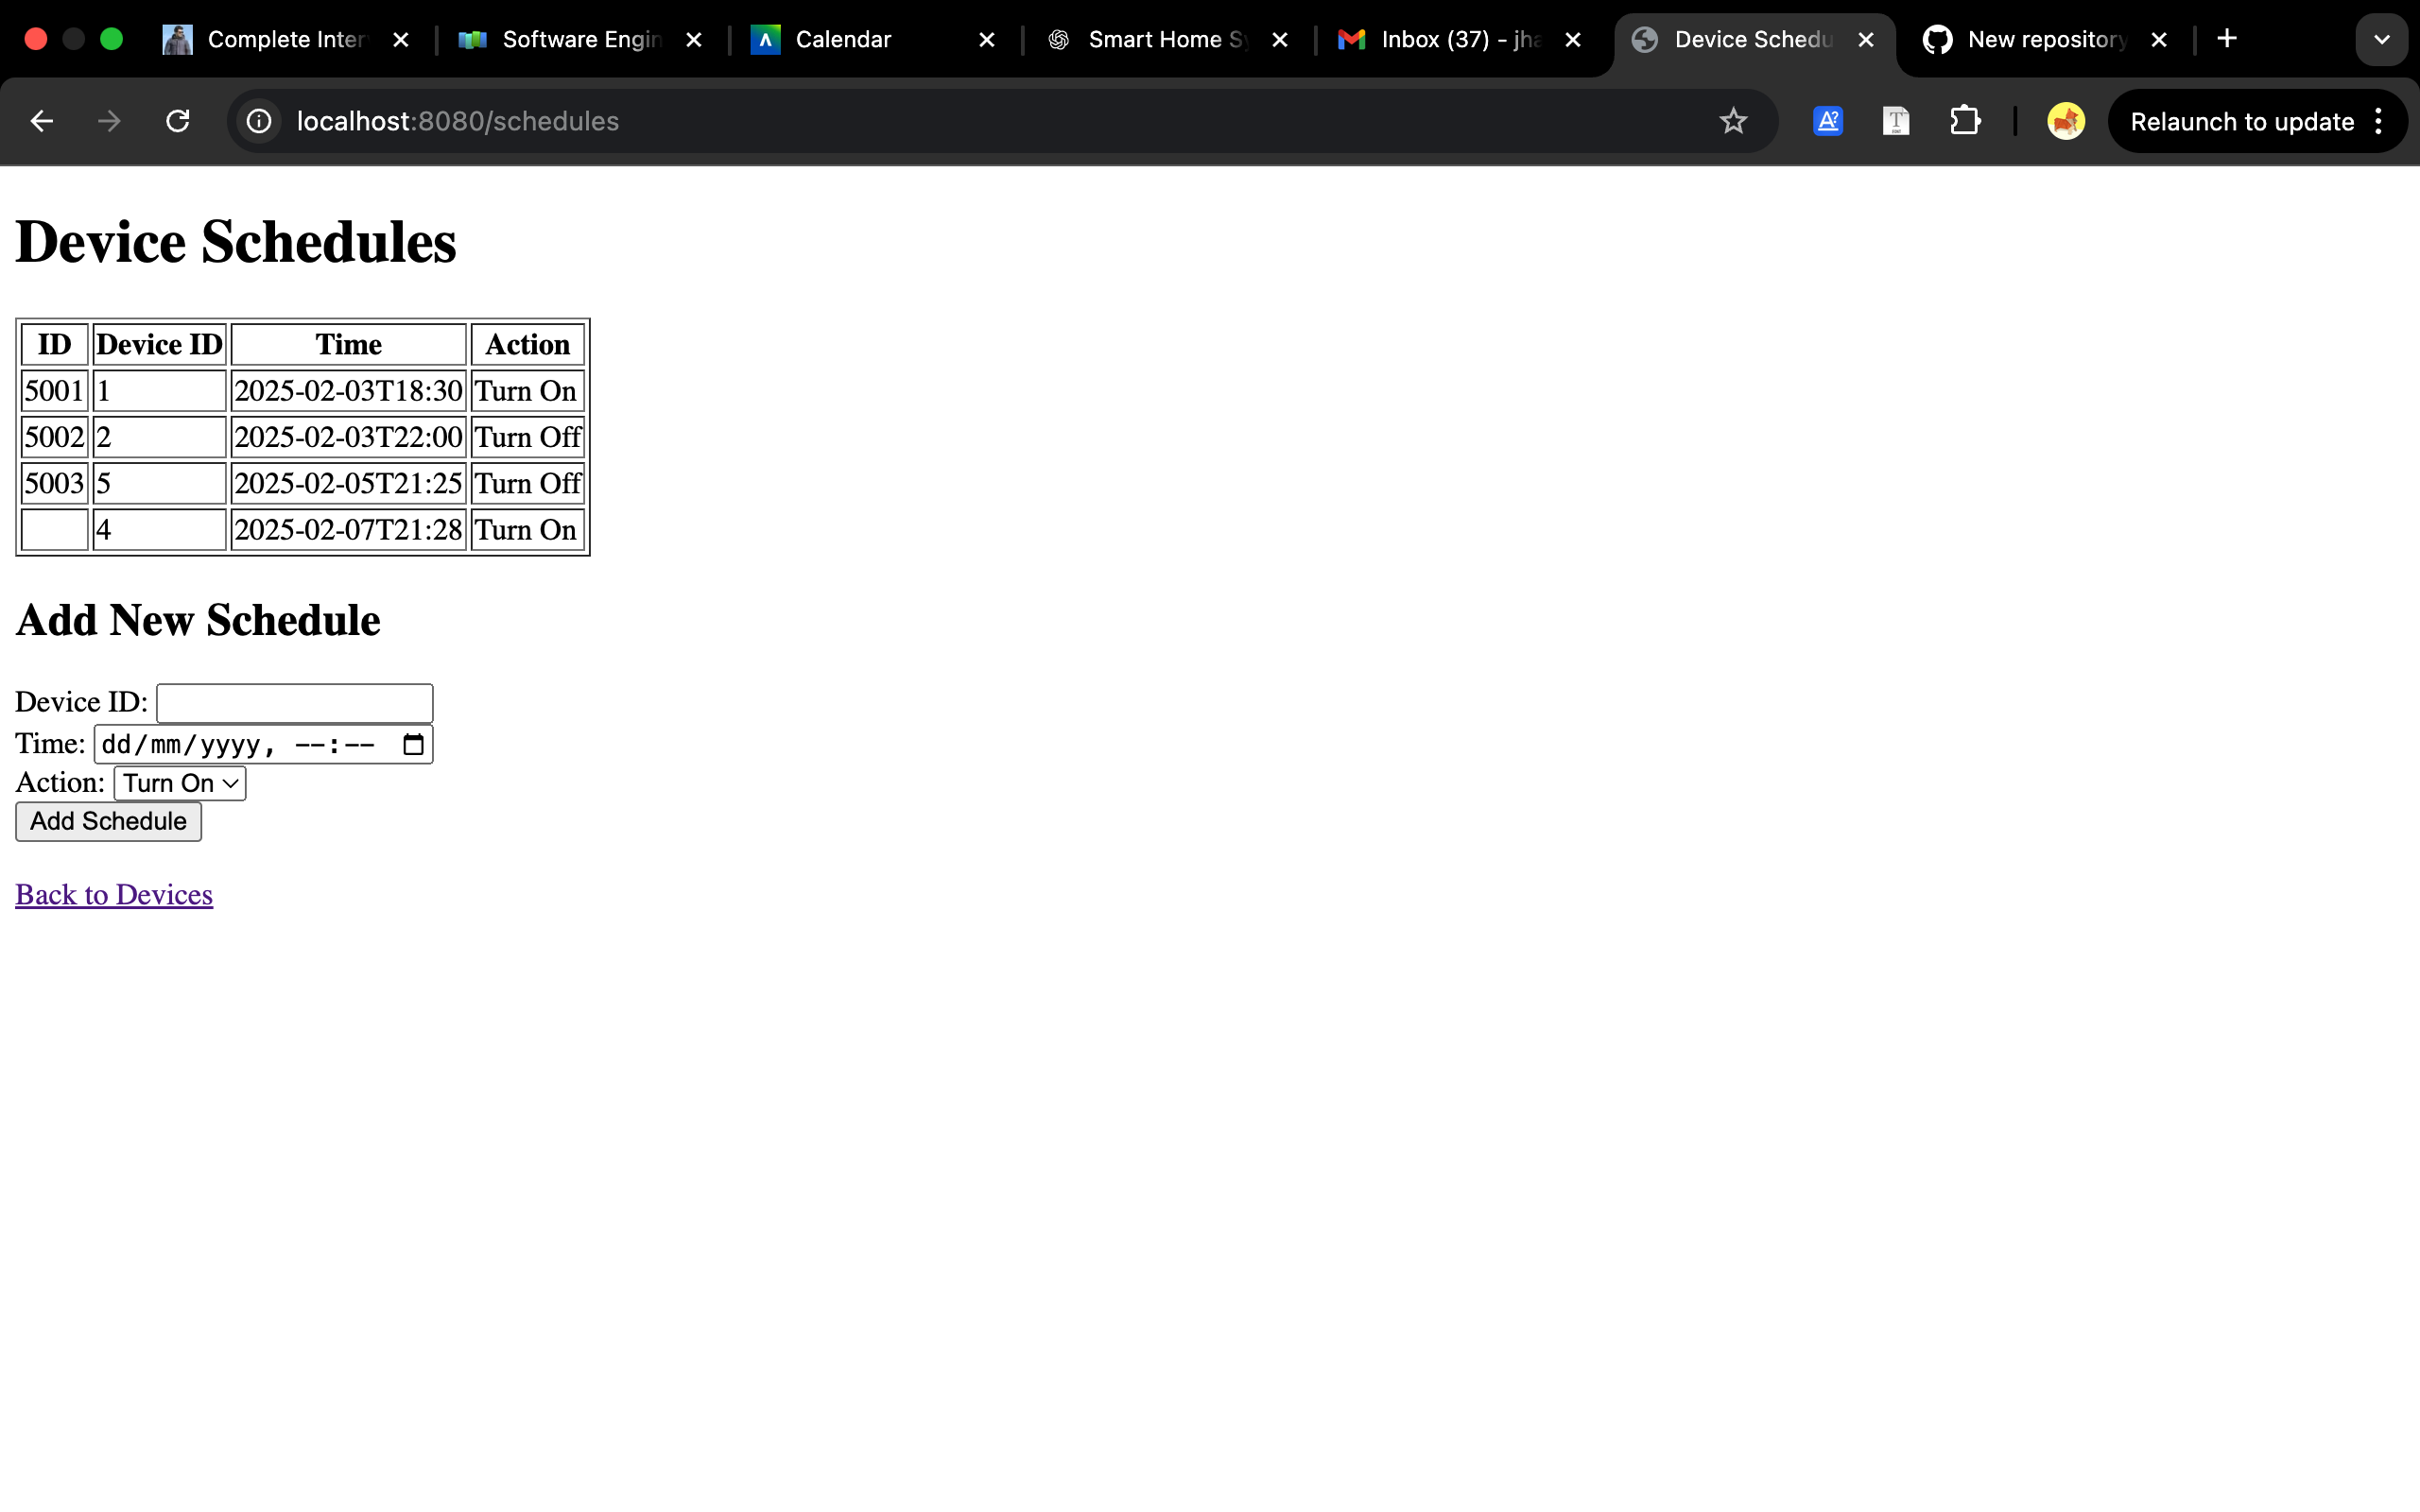 Complete Inter
Software Engin
Calendar
Smart Home Sy
Inbox (37) - jha
Device Schedu
New repository
localhost:8080/schedules
Relaunch to update
Device Schedules
ID Device ID Time Action
5001 1 2025-02-03T18:30 Turn On
5002 2 2025-02-03T22:00 Turn Off
5003 5 2025-02-05T21:25 Turn Off
4 2025-02-07T21:28 Turn On
Add New Schedule
Device ID:
Time: dd/mm/yyyy, --:--
Action: Turn On
Add Schedule
Back to Devices